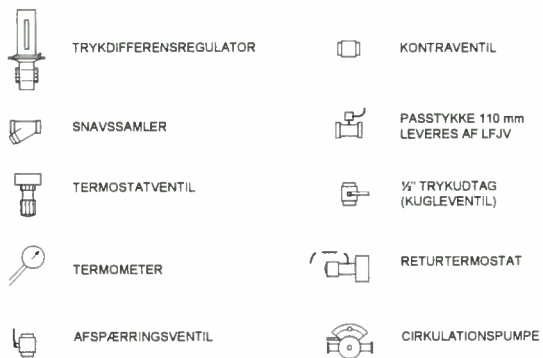 TRYKDIFFERENSREGULATOR
SNAVSSAMLER
TERMOSTATVENTIL
TERMOMETER
AFSPÆRRINGSVENTIL
KONTRAVENTIL
PASSTYKKE 110 mm
LEVERES AF LFJV
½" TRYKUDTAG
(KUGLEVENTIL)
RETURTERMOSTAT
CIRKULATIONSPUMPE